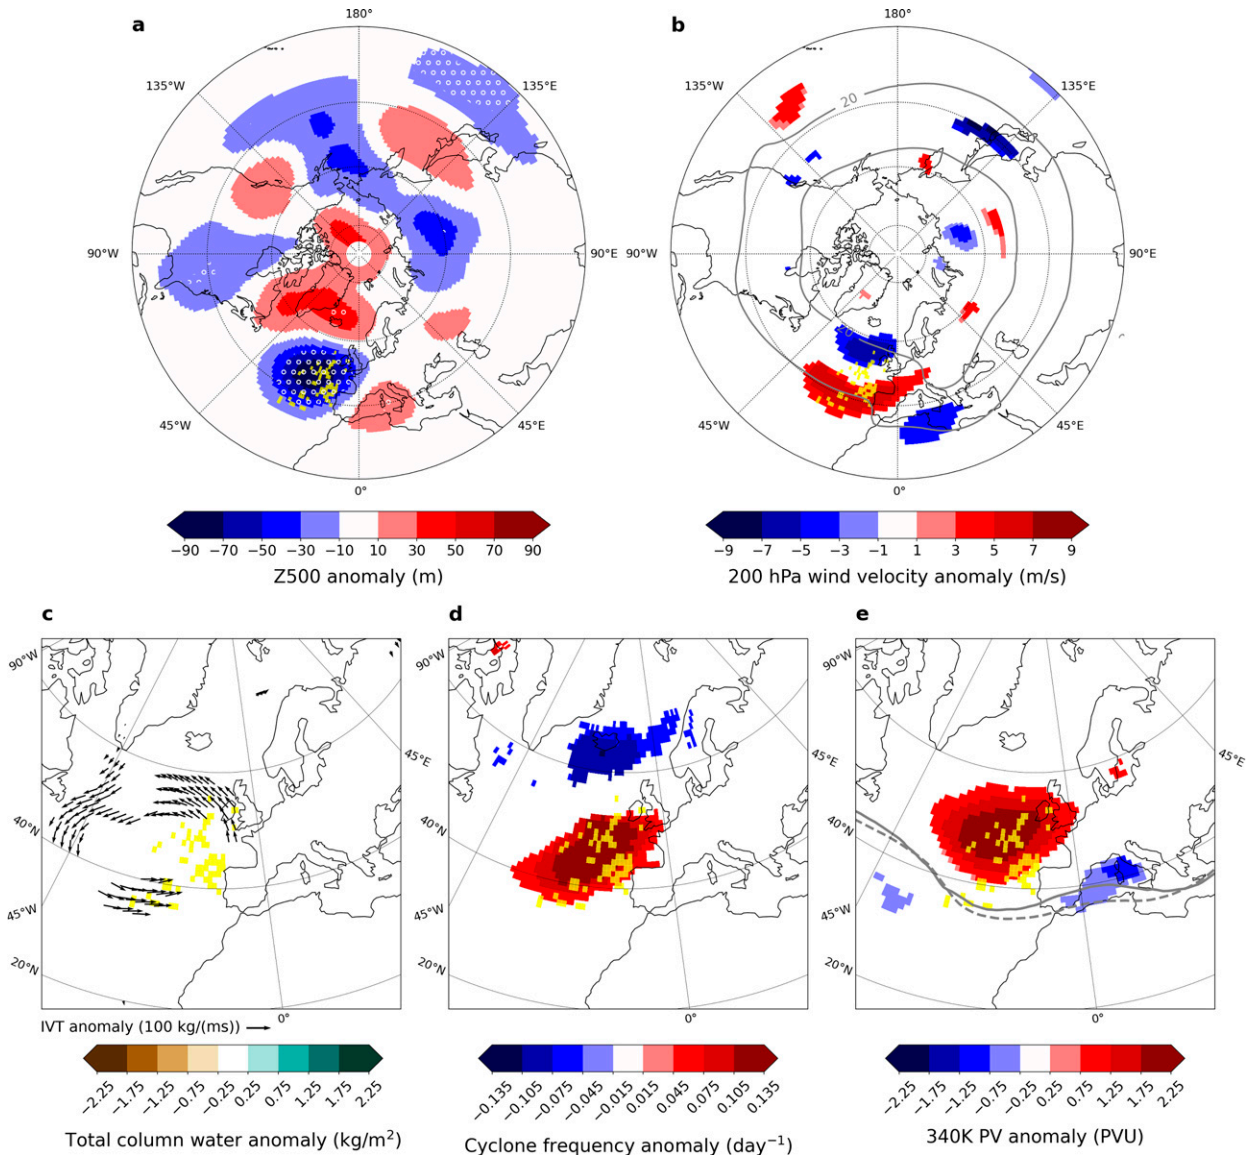 a
180°
135°W
135°E
90°W
90°E
45°W
45°E
0°
−90 −70 −50 −30 −10 10 30 50 70 90
Z500 anomaly (m)
b
180°
135°W
135°E
20
90°W
90°E
45°W
45°E
0°
−9 −7 −5 −3 −1 1 3 5 7 9
200 hPa wind velocity anomaly (m/s)
c
90°W
45°E
40°N
45°W
20°N
0°
IVT anomaly (100 kg/(ms))
−2.25 −1.75 −1.25 −0.75 −0.25 0.25 0.75 1.25 1.75 2.25
Total column water anomaly (kg/m²)
d
90°W
45°E
40°N
45°W
20°N
0°
−0.135 −0.105 −0.075 −0.045 −0.015 0.015 0.045 0.075 0.105 0.135
Cyclone frequency anomaly (day⁻¹)
e
90°W
45°E
40°N
45°W
20°N
0°
−2.25 −1.75 −1.25 −0.75 −0.25 0.25 0.75 1.25 1.75 2.25
340K PV anomaly (PVU)